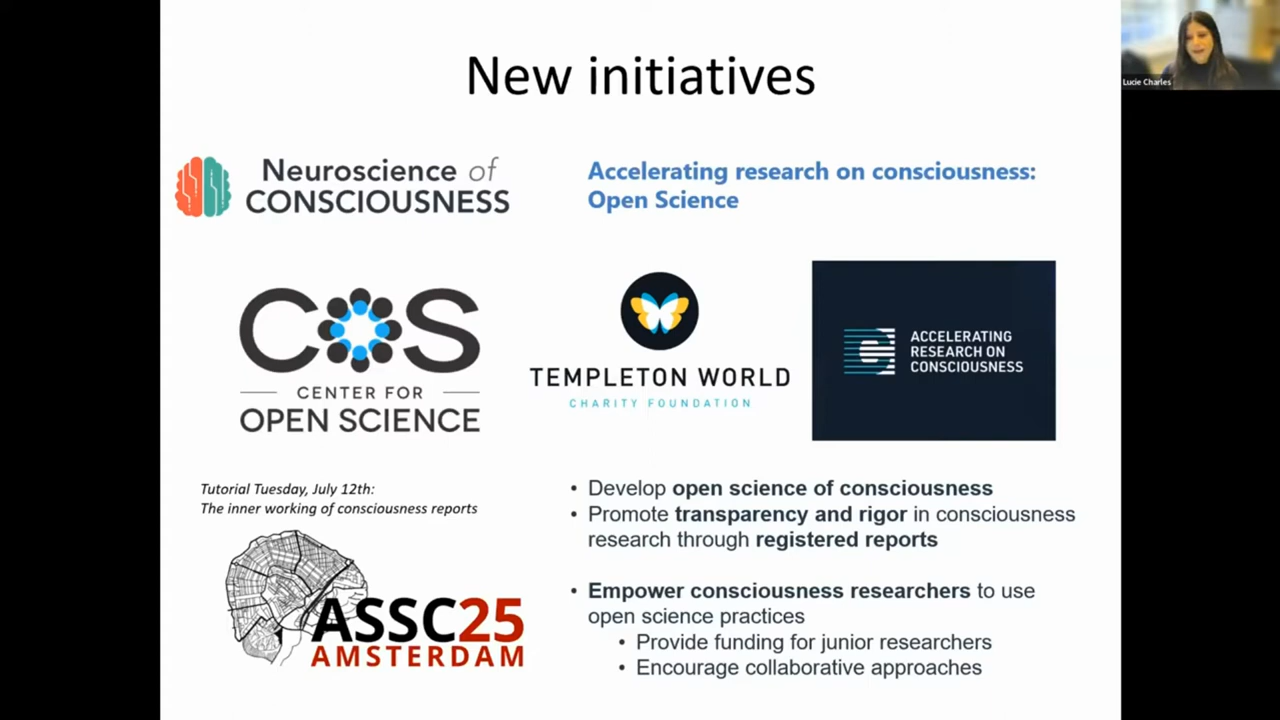 New initiatives
Lucie Charles
Neuroscience of
CONSCIOUSNESS
Accelerating research on consciousness:
Open Science
COS
CENTER FOR
OPEN SCIENCE
TEMPLETON WORLD
CHARITY FOUNDATION
ACCELERATING
RESEARCH ON
CONSCIOUSNESS
Tutorial Tuesday, July 12th:
The inner working of consciousness reports
ASSC25
AMSTERDAM
• Develop open science of consciousness
• Promote transparency and rigor in consciousness
research through registered reports
• Empower consciousness researchers to use
open science practices
• Provide funding for junior researchers
• Encourage collaborative approaches